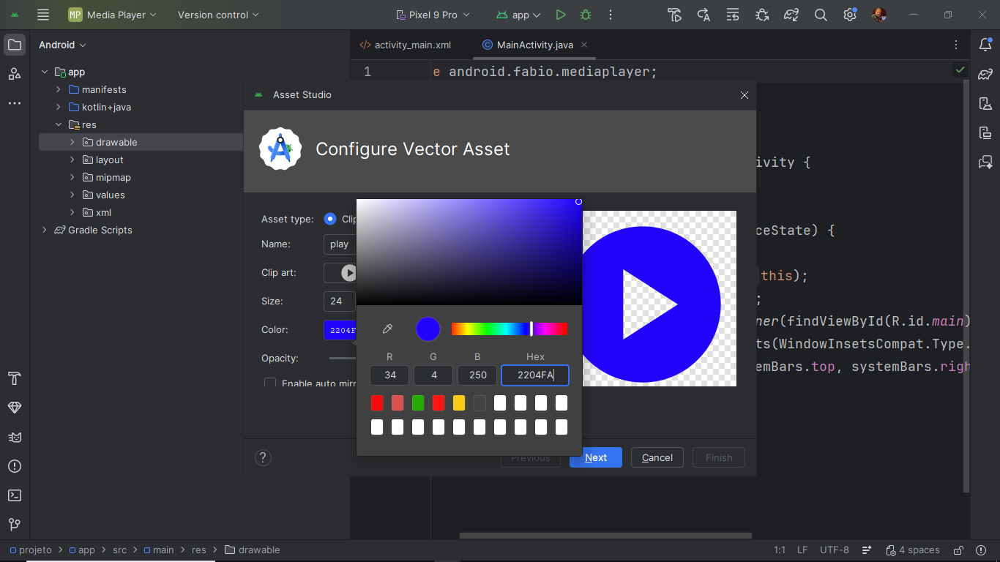 MP Media Player Version control Pixel 9 Pro app
Android
activity_main.xml MainActivity.java
app
manifests
kotlin+java
res
drawable
layout
mipmap
values
xml
Gradle Scripts
1 e android.fabio.mediaplayer;
Asset Studio
Configure Vector Asset
ivity {
Asset type: Clip
ceState) {
Name: play
Clip art:
this);
Size: 24
;
ner(findViewById(R.id.main)
Color: 2204F
ts(WindowInsetsCompat.Type.
Opacity:
emBars.top, systemBars.righ
Enable auto mirr
R G B Hex
34 4 250 2204FA
? Previous Next Cancel Finish
projeto > app > src > main > res > drawable 1:1 LF UTF-8 4 spaces